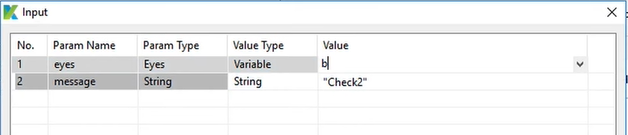 Input
No. Param Name Param Type Value Type Value
1 eyes Eyes Variable b
2 message String String "Check2"